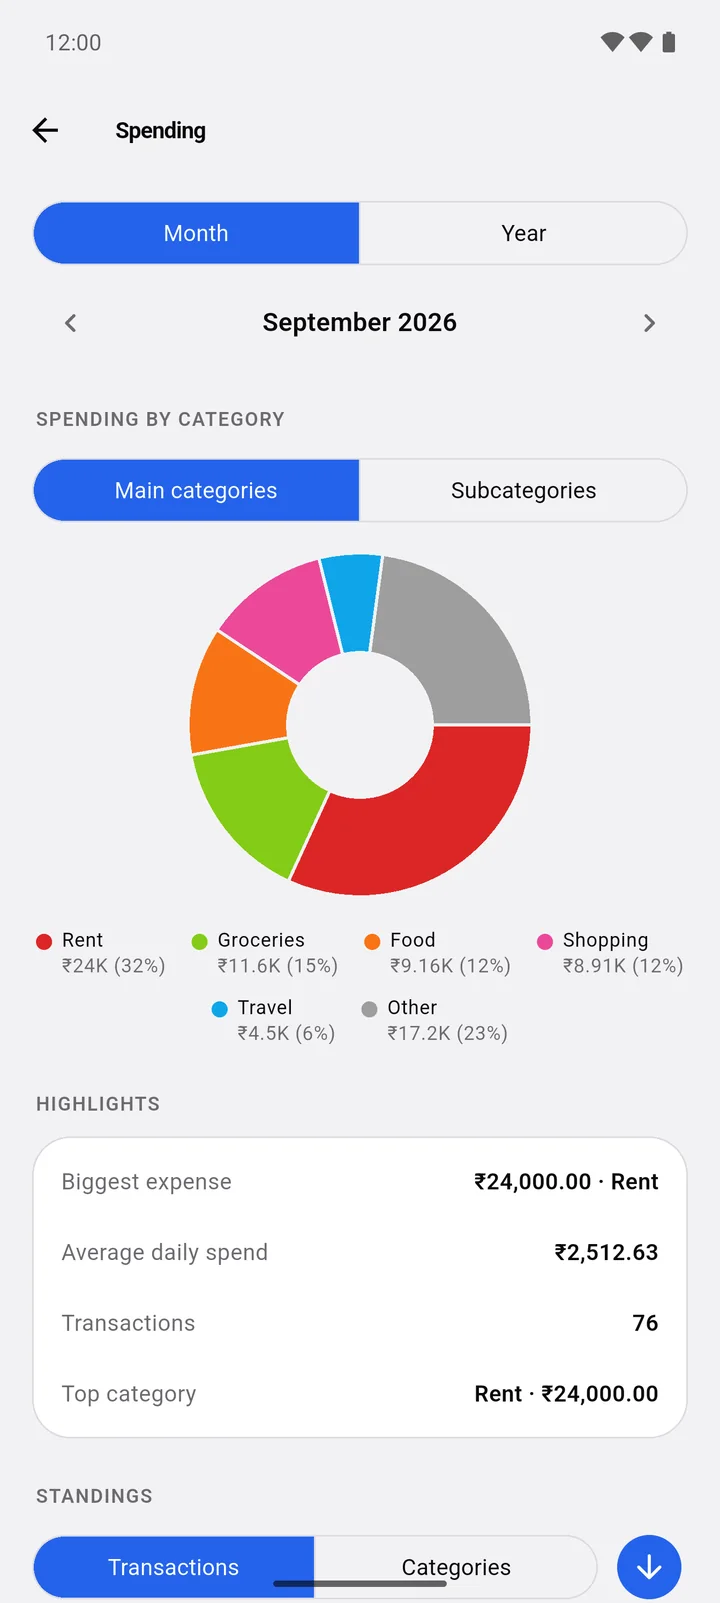 12:00
Spending
Month
Year
September 2026
SPENDING BY CATEGORY
Main categories
Subcategories
Rent
₹24K (32%)
Groceries
₹11.6K (15%)
Food
₹9.16K (12%)
Shopping
₹8.91K (12%)
Travel
₹4.5K (6%)
Other
₹17.2K (23%)
HIGHLIGHTS
Biggest expense
₹24,000.00 · Rent
Average daily spend
₹2,512.63
Transactions
76
Top category
Rent · ₹24,000.00
STANDINGS
Transactions
Categories